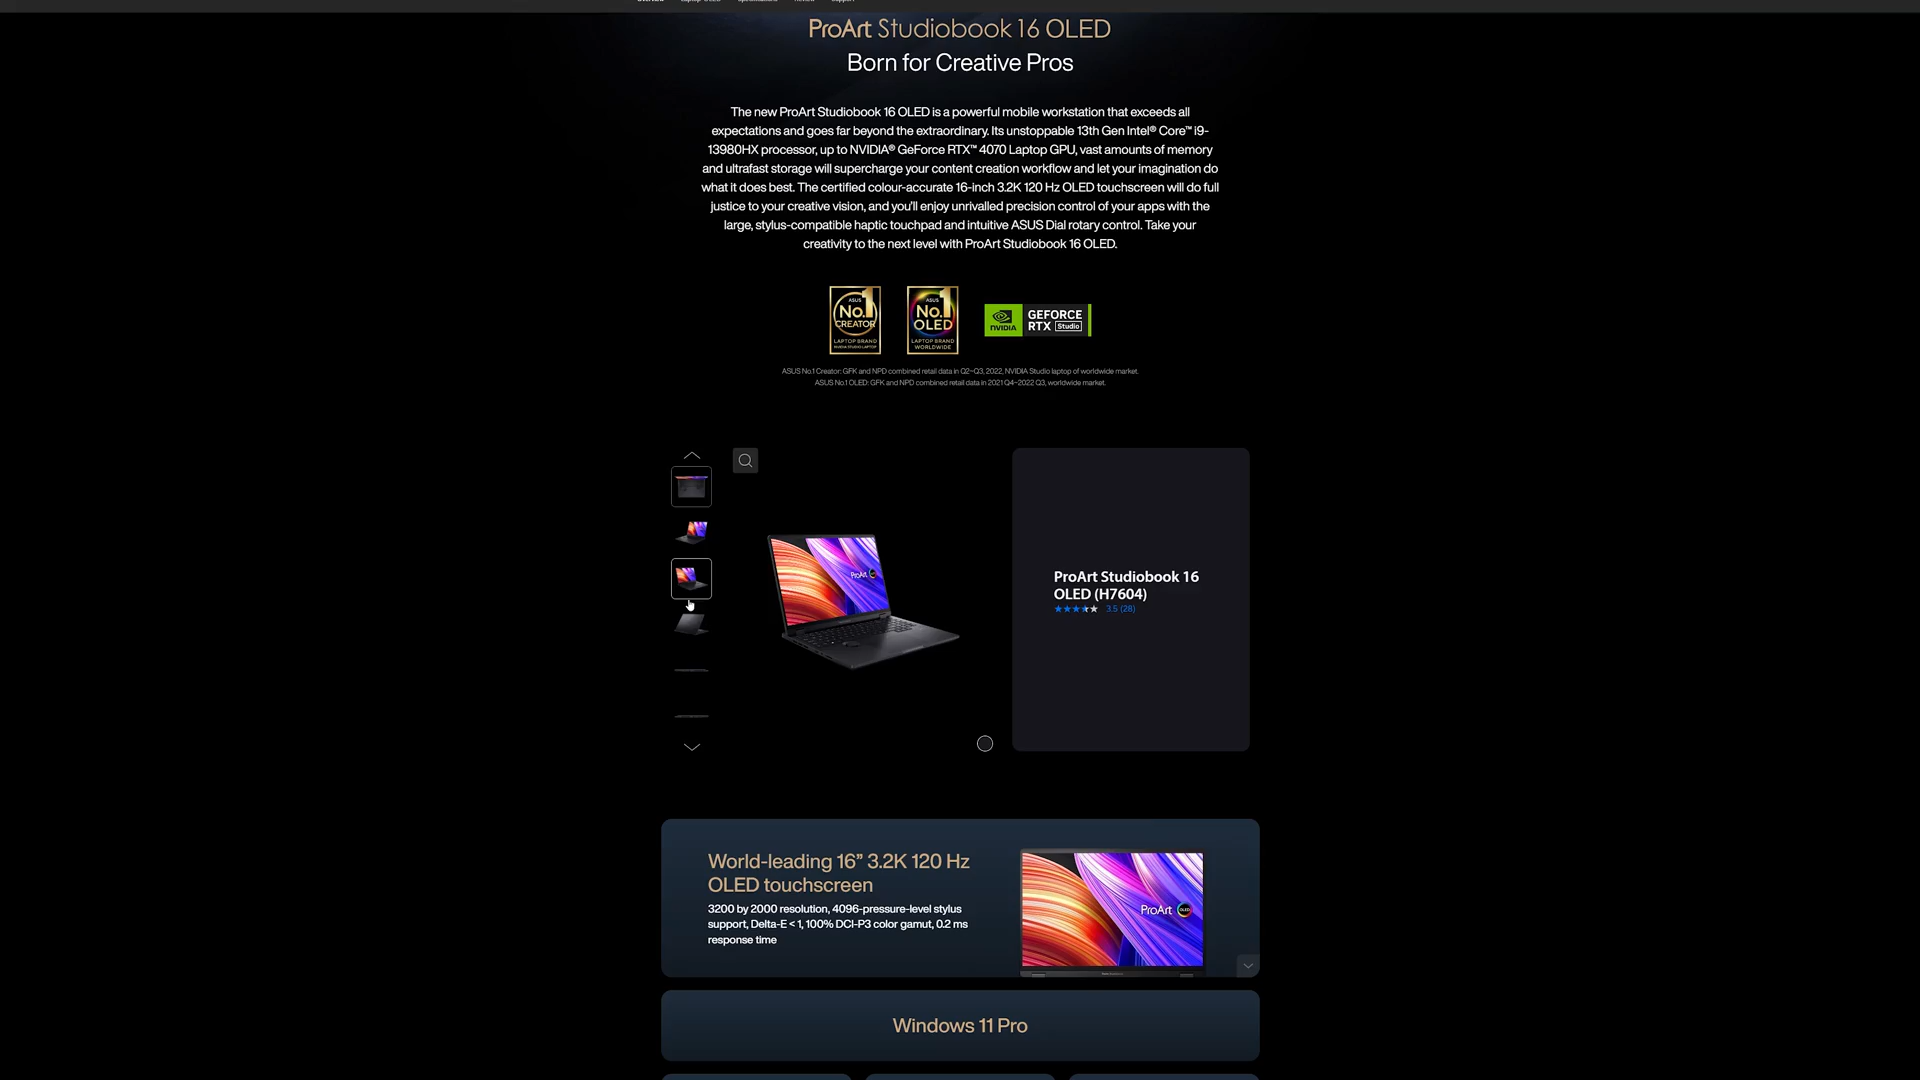 Overview Laptop OLED Specifications Review Support
ProArt Studiobook 16 OLED
Born for Creative Pros
The new ProArt Studiobook 16 OLED is a powerful mobile workstation that exceeds all
expectations and goes far beyond the extraordinary. Its unstoppable 13th Gen Intel® Core™ i9-
13980HX processor, up to NVIDIA® GeForce RTX™ 4070 Laptop GPU, vast amounts of memory
and ultrafast storage will supercharge your content creation workflow and let your imagination do
what it does best. The certified colour-accurate 16-inch 3.2K 120 Hz OLED touchscreen will do full
justice to your creative vision, and you'll enjoy unrivalled precision control of your apps with the
large, stylus-compatible haptic touchpad and intuitive ASUS Dial rotary control. Take your
creativity to the next level with ProArt Studiobook 16 OLED.
ASUS
No.1
CREATOR
LAPTOP BRAND
NVIDIA STUDIO LAPTOP
ASUS
No.1
OLED
LAPTOP BRAND
WORLDWIDE
NVIDIA
GEFORCE
RTX Studio
ASUS No.1 Creator: GFK and NPD combined retail data in Q2~Q3, 2022, NVIDIA Studio laptop of worldwide market.
ASUS No.1 OLED: GFK and NPD combined retail data in 2021 Q4~2022 Q3, worldwide market.
ProArt
ProArt Studiobook 16
OLED (H7604)
3.5 (28)
World-leading 16” 3.2K 120 Hz
OLED touchscreen
3200 by 2000 resolution, 4096-pressure-level stylus
support, Delta-E < 1, 100% DCI-P3 color gamut, 0.2 ms
response time
ProArt OLED
Windows 11 Pro